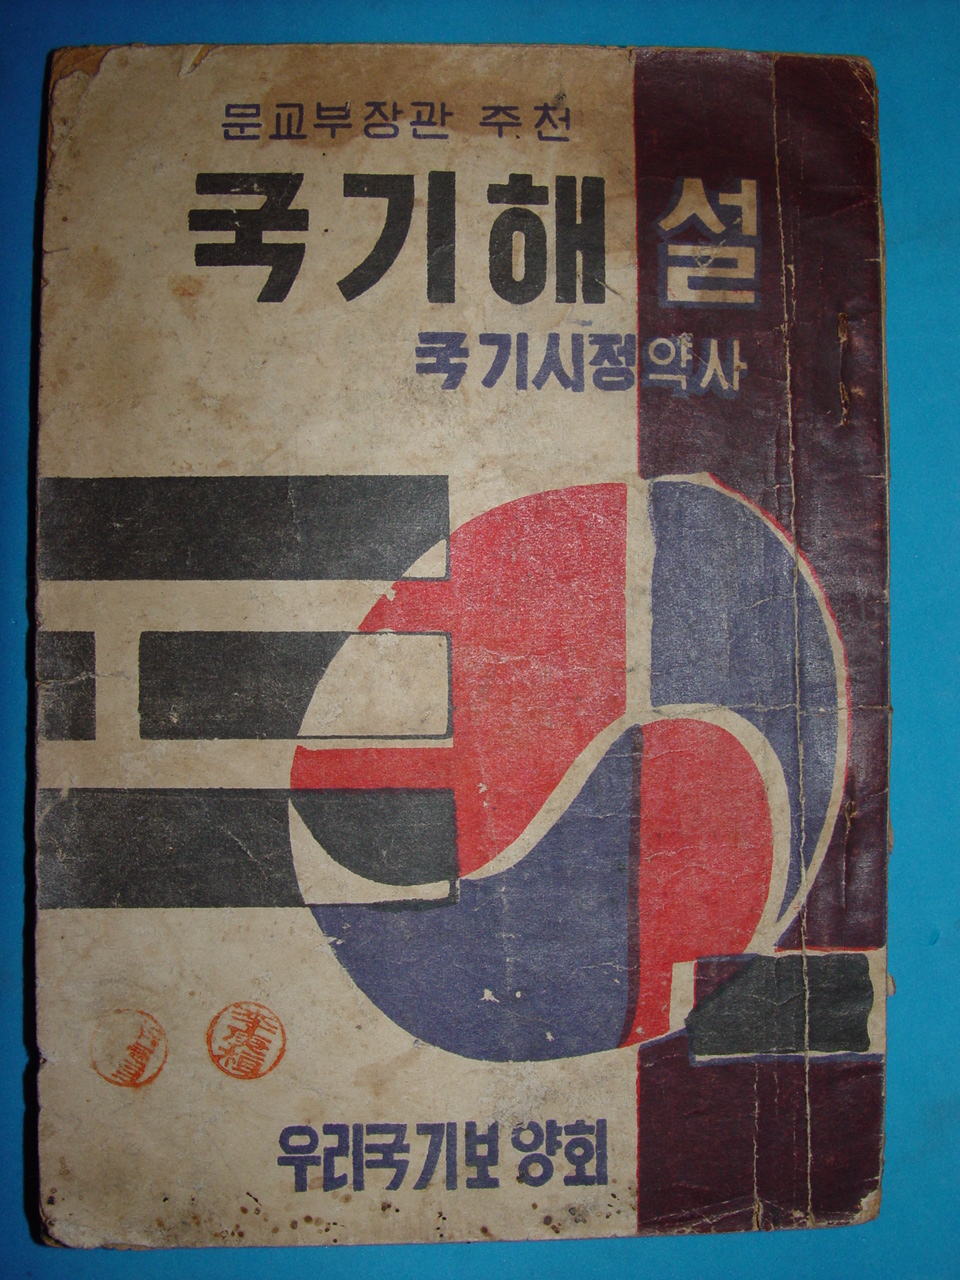 문교부장관 추천
국기해설
국기시정약사
우리국기보양회